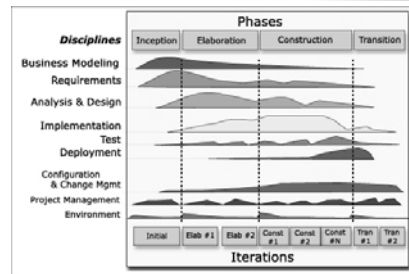 Phases
Disciplines
Inception
Elaboration
Construction
Transition
Business Modeling
Requirements
Analysis & Design
Implementation
Test
Deployment
Configuration
& Change Mgmt
Project Management
Environment
Initial
Elab #1
Elab #2
Const
#1
Const
#2
Const
#N
Tran
#1
Tran
#2
Iterations